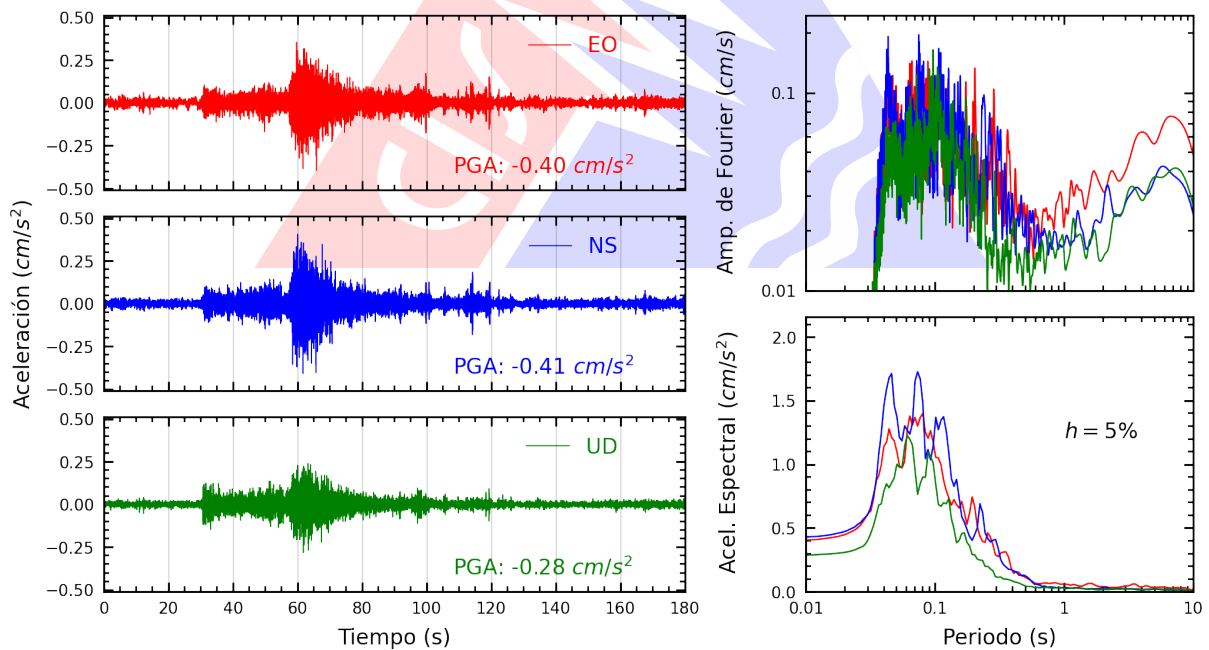 Aceleración (cm/s²)
0.50
0.25
0.00
−0.25
−0.50
EO
PGA: -0.40 cm/s²
0.50
0.25
0.00
−0.25
−0.50
NS
PGA: -0.41 cm/s²
0.50
0.25
0.00
−0.25
−0.50
UD
PGA: -0.28 cm/s²
0 20 40 60 80 100 120 140 160 180
Tiempo (s)
Amp. de Fourier (cm/s)
0.1
0.01
Acel. Espectral (cm/s²)
2.0
1.5
1.0
0.5
0.0
h = 5%
0.01 0.1 1 10
Periodo (s)